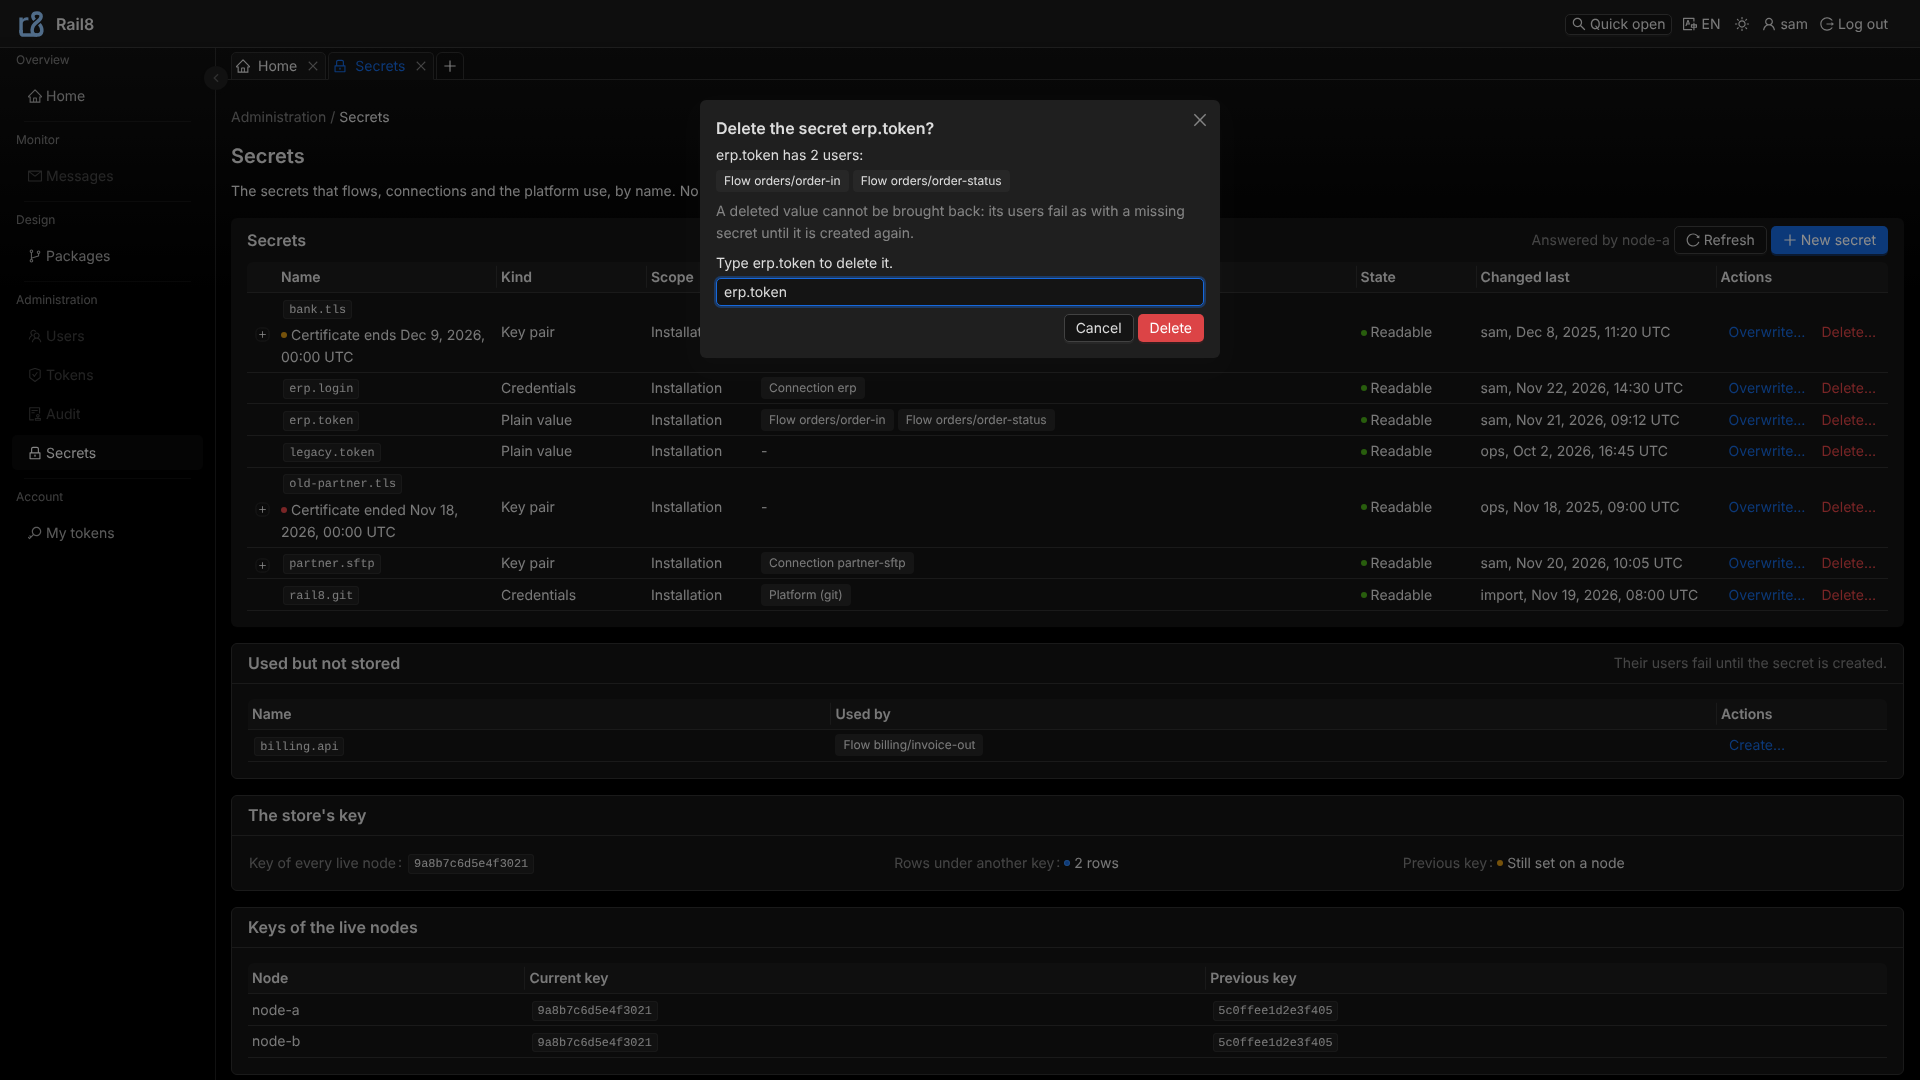 Rail8
Quick open
EN
sam
Log out
Overview
Home
Monitor
Messages
Design
Packages
Administration
Users
Tokens
Audit
Secrets
Account
My tokens
Home
Secrets
Administration / Secrets
Secrets
The secrets that flows, connections and the platform use, by name. No
Delete the secret erp.token?
erp.token has 2 users:
Flow orders/order-in Flow orders/order-status
A deleted value cannot be brought back: its users fail as with a missing
secret until it is created again.
Type erp.token to delete it.
erp.token
Cancel Delete
Secrets
Answered by node-a Refresh New secret
Name Kind Scope State Changed last Actions
bank.tls
Certificate ends Dec 9, 2026,
00:00 UTC
Key pair Installat Readable sam, Dec 8, 2025, 11:20 UTC Overwrite... Delete...
erp.login Credentials Installation Connection erp Readable sam, Nov 22, 2026, 14:30 UTC Overwrite... Delete...
erp.token Plain value Installation Flow orders/order-in Flow orders/order-status Readable sam, Nov 21, 2026, 09:12 UTC Overwrite... Delete...
legacy.token Plain value Installation - Readable ops, Oct 2, 2026, 16:45 UTC Overwrite... Delete...
old-partner.tls
Certificate ended Nov 18,
2026, 00:00 UTC
Key pair Installation - Readable ops, Nov 18, 2025, 09:00 UTC Overwrite... Delete...
partner.sftp Key pair Installation Connection partner-sftp Readable sam, Nov 20, 2026, 10:05 UTC Overwrite... Delete...
rail8.git Credentials Installation Platform (git) Readable import, Nov 19, 2026, 08:00 UTC Overwrite... Delete...
Used but not stored
Their users fail until the secret is created.
Name Used by Actions
billing.api Flow billing/invoice-out Create...
The store's key
Key of every live node: 9a8b7c6d5e4f3021 Rows under another key: 2 rows Previous key: Still set on a node
Keys of the live nodes
Node Current key Previous key
node-a 9a8b7c6d5e4f3021 5c0ffee1d2e3f405
node-b 9a8b7c6d5e4f3021 5c0ffee1d2e3f405